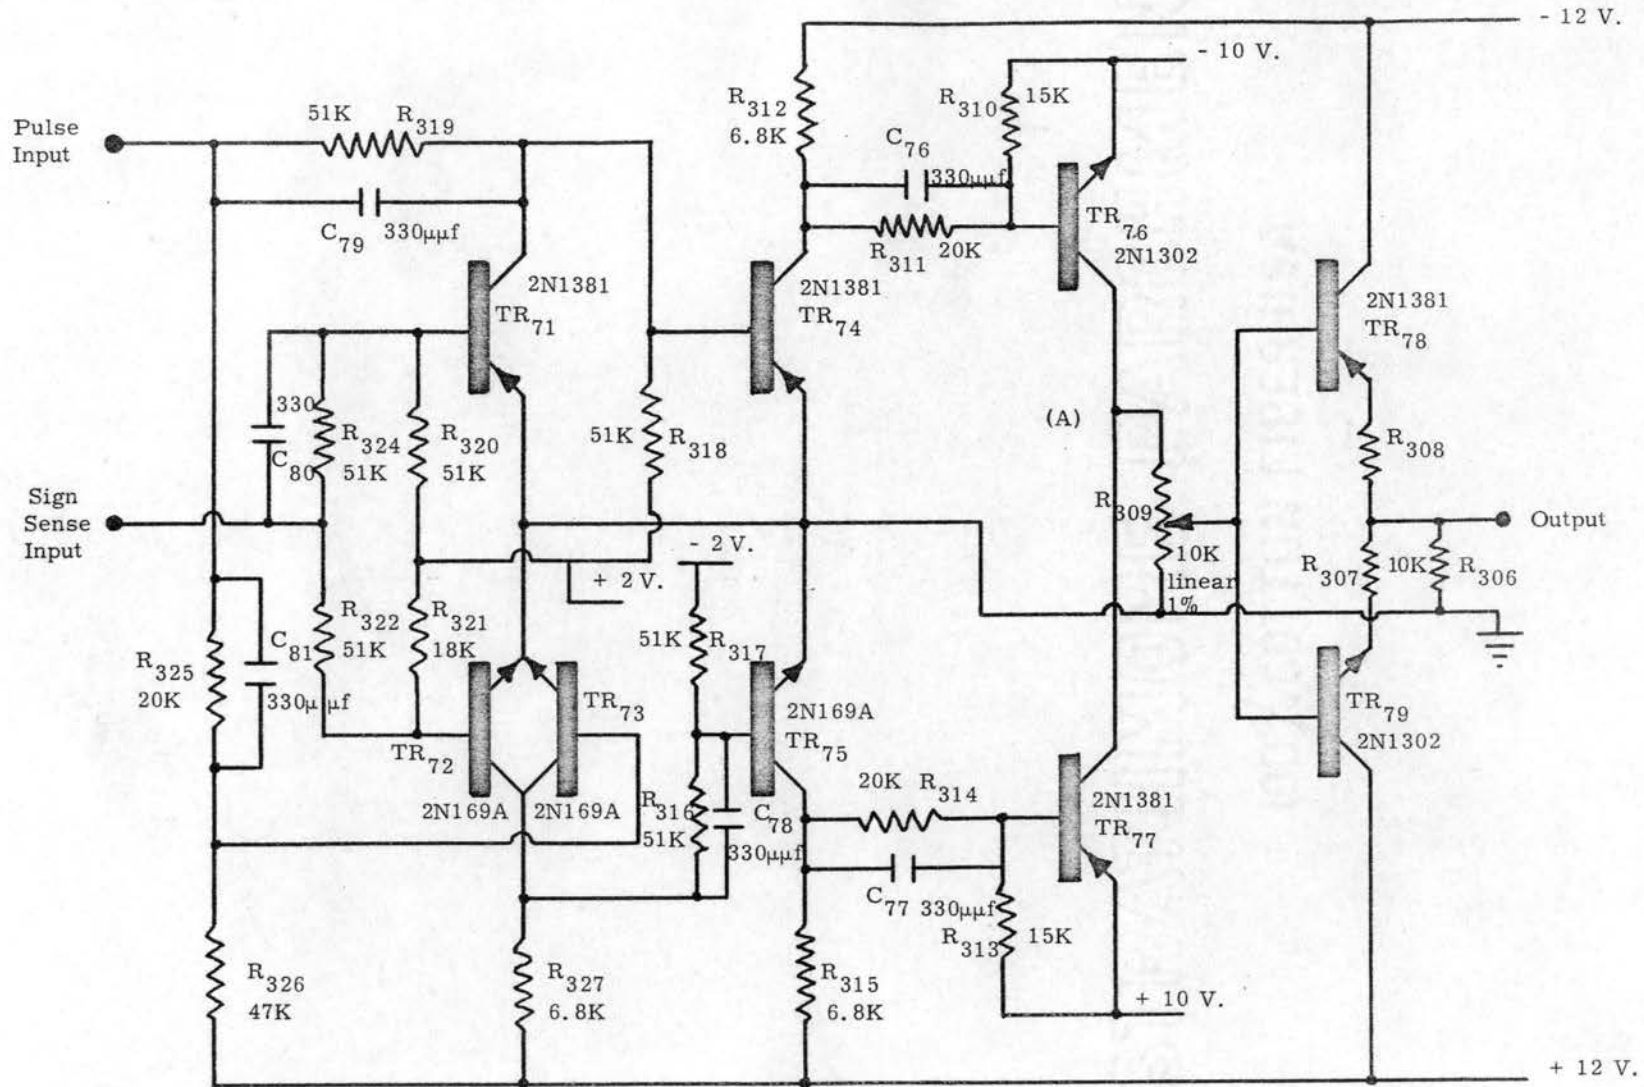 - 12 V.
- 10 V.
Pulse
Input
51K
R319
C79
330μμf
2N1381
TR71
R312
6.8K
C76
330μμf
R311
20K
R310
15K
TR76
2N1302
2N1381
TR74
2N1381
TR78
330
C80
R324
51K
R320
51K
51K
R318
(A)
R309
10K
linear
1%
R308
Sign
Sense
Input
Output
- 2 V.
+ 2 V.
R307
10K
R306
R325
20K
C81
330μμf
R322
51K
R321
18K
51K
R317
TR72
TR73
2N169A
2N169A
2N169A
TR75
R316
51K
C78
330μμf
20K
R314
C77
330μμf
R313
15K
2N1381
TR77
TR79
2N1302
R326
47K
R327
6.8K
R315
6.8K
+ 10 V.
+ 12 V.